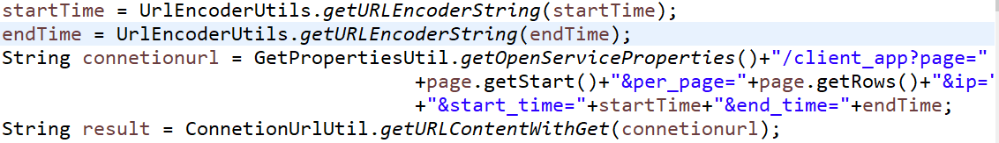 startTime = UrlEncoderUtils.getURLEncoderString(startTime);
endTime = UrlEncoderUtils.getURLEncoderString(endTime);
String connetionurl = GetPropertiesUtil.getOpenServiceProperties()+"/client_app?page="
+page.getStart()+"&per_page="+page.getRows()+"&ip="
+"&start_time="+startTime+"&end_time="+endTime;
String result = ConnetionUrlUtil.getURLContentWithGet(connetionurl);